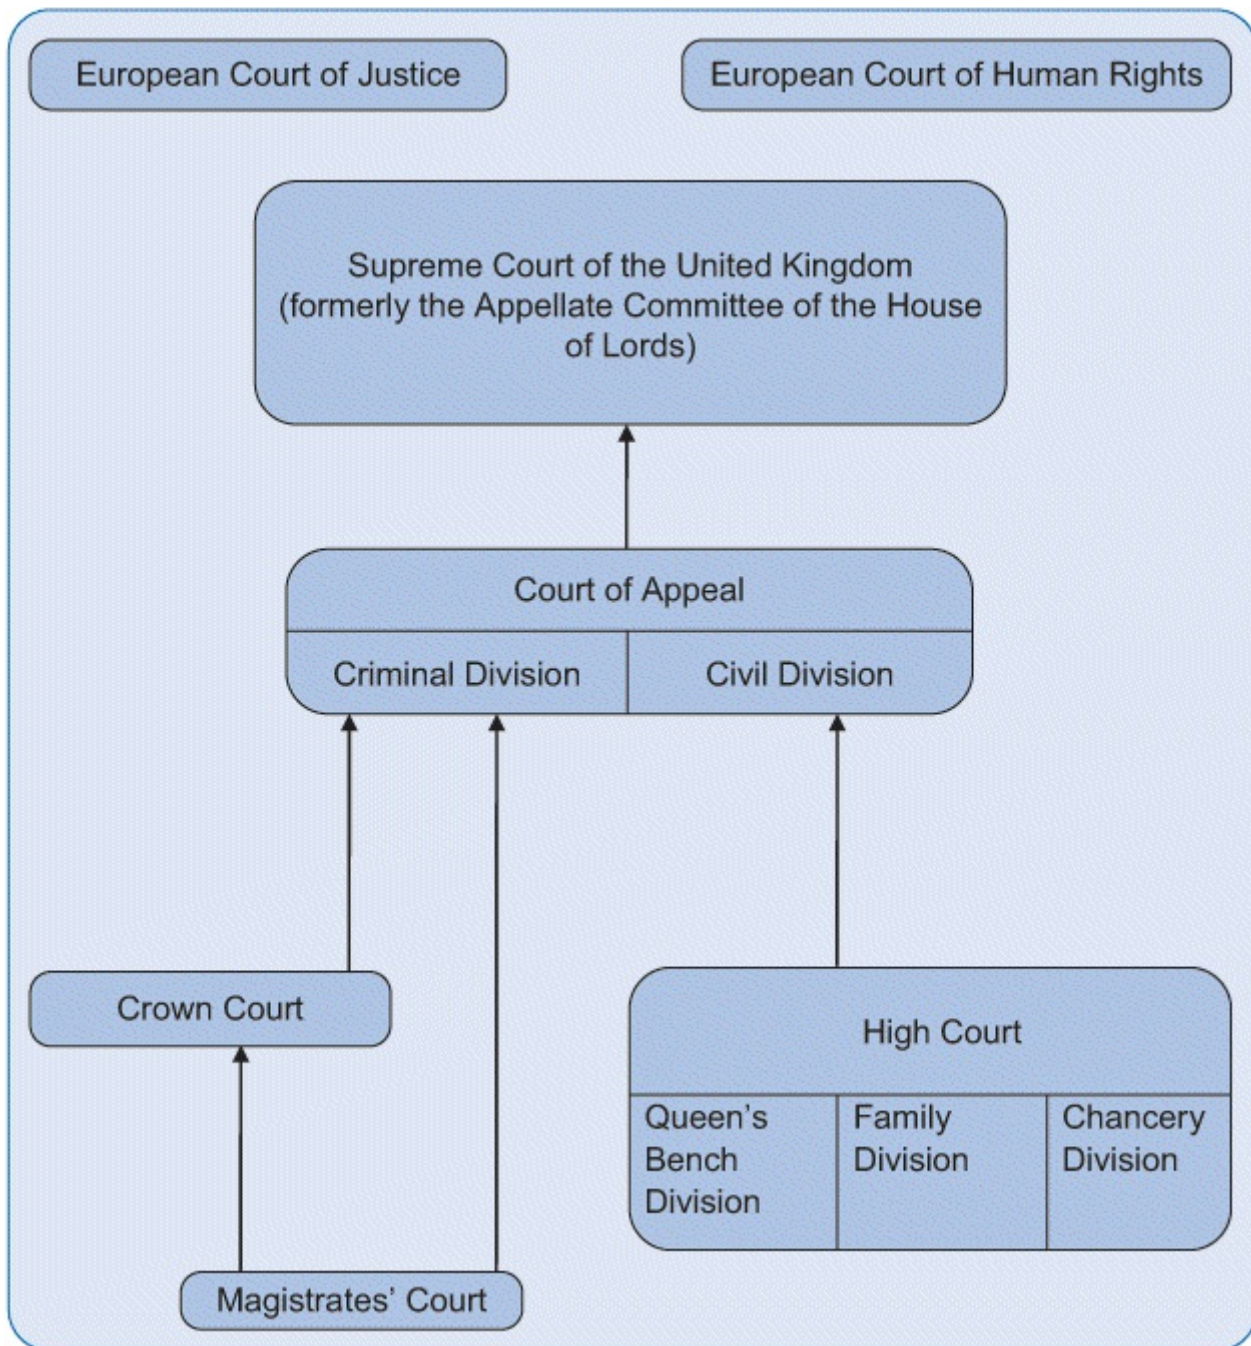 European Court of Justice
European Court of Human Rights
Supreme Court of the United Kingdom
(formerly the Appellate Committee of the House
of Lords)
Court of Appeal
Criminal Division
Civil Division
Crown Court
High Court
Queen’s
Bench
Division
Family
Division
Chancery
Division
Magistrates’ Court